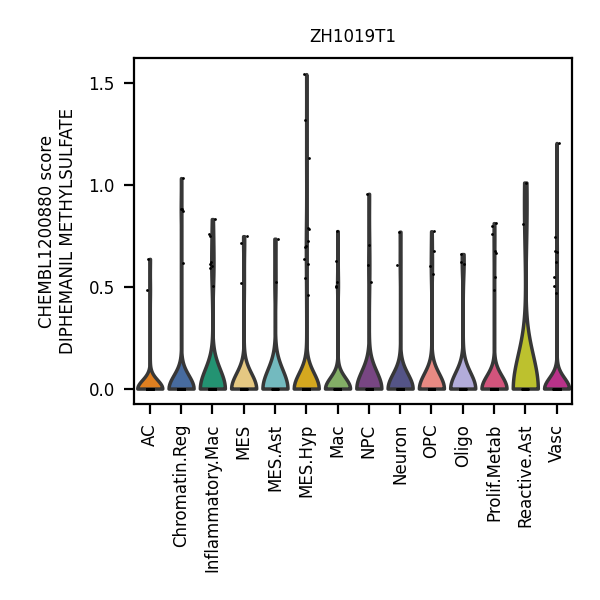 ZH1019T1
CHEMBL1200880 score
DIPHEMANIL METHYLSULFATE
1.5
1.0
0.5
0.0
AC
Chromatin.Reg
Inflammatory.Mac
MES
MES.Ast
MES.Hyp
Mac
NPC
Neuron
OPC
Oligo
Prolif.Metab
Reactive.Ast
Vasc